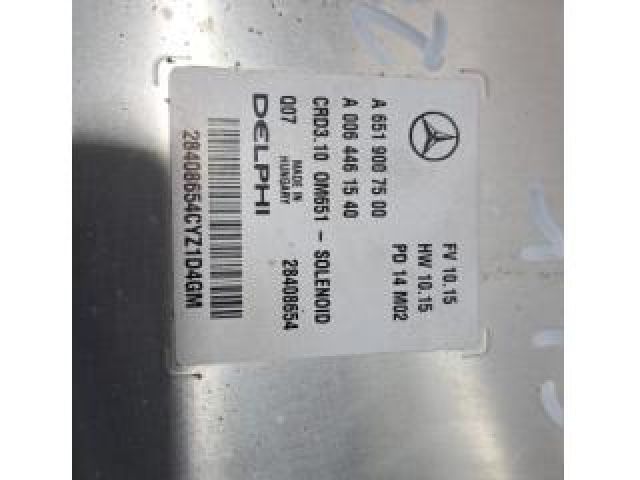 A 651 900 75 00
A 006 446 15 40
FV 10.15
HW 10.15
PD 14 M02
CRD3.10 OM651 - SOLENOID
Q07
MADE IN
HUNGARY
28408654
DELPHI
28408654CYZ1D4GM